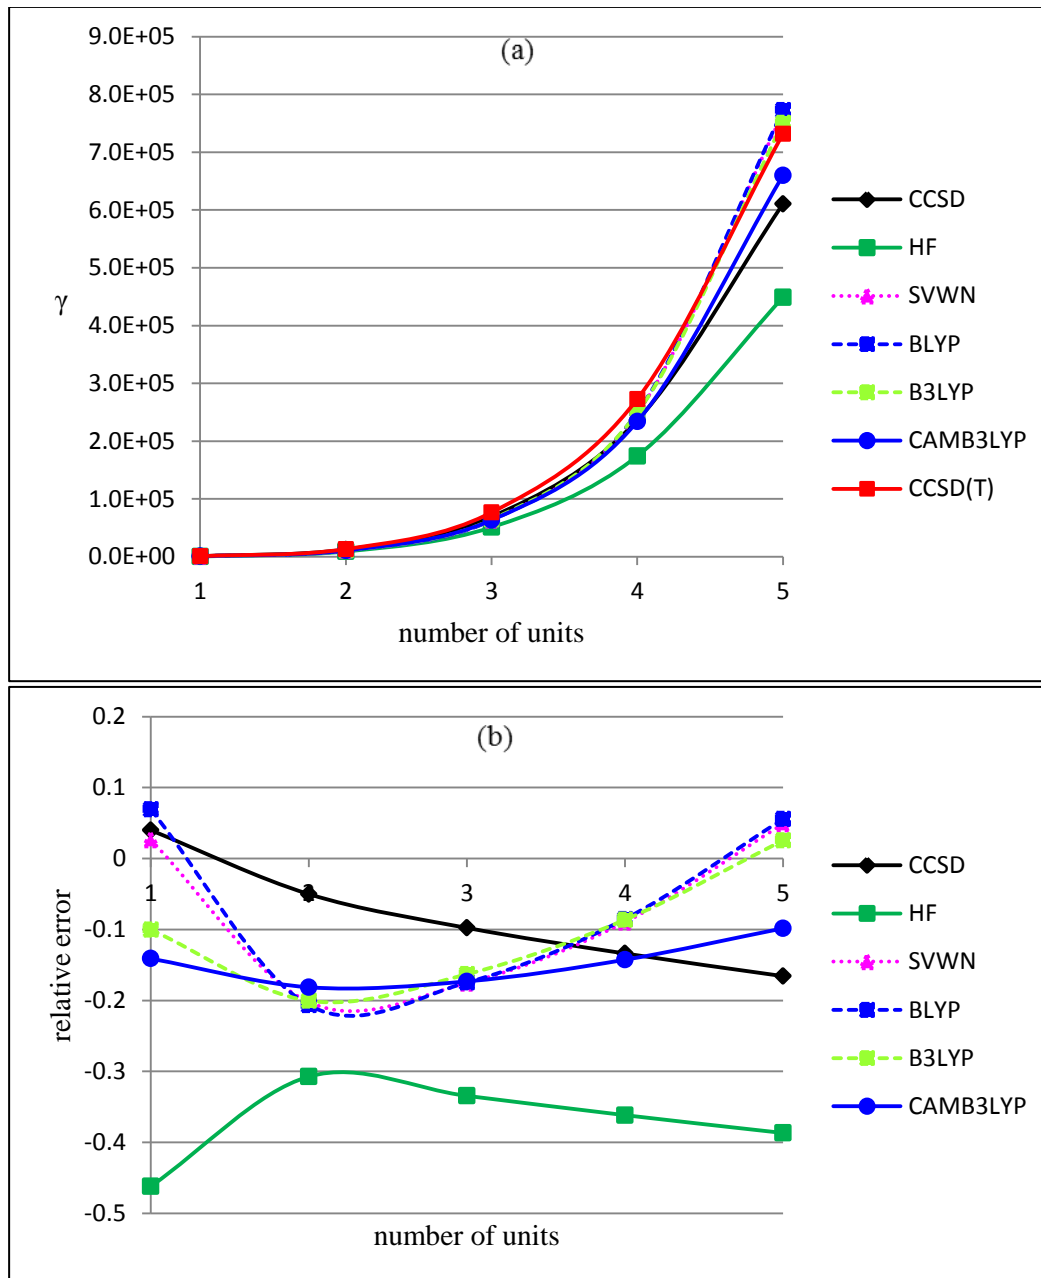 (a)
9.0E+05
8.0E+05
7.0E+05
6.0E+05
5.0E+05
4.0E+05
3.0E+05
2.0E+05
1.0E+05
0.0E+00
γ
1 2 3 4 5
number of units
CCSD
HF
SVWN
BLYP
B3LYP
CAMB3LYP
CCSD(T)
(b)
0.2
0.1
0
-0.1
-0.2
-0.3
-0.4
-0.5
relative error
1 2 3 4 5
number of units
CCSD
HF
SVWN
BLYP
B3LYP
CAMB3LYP